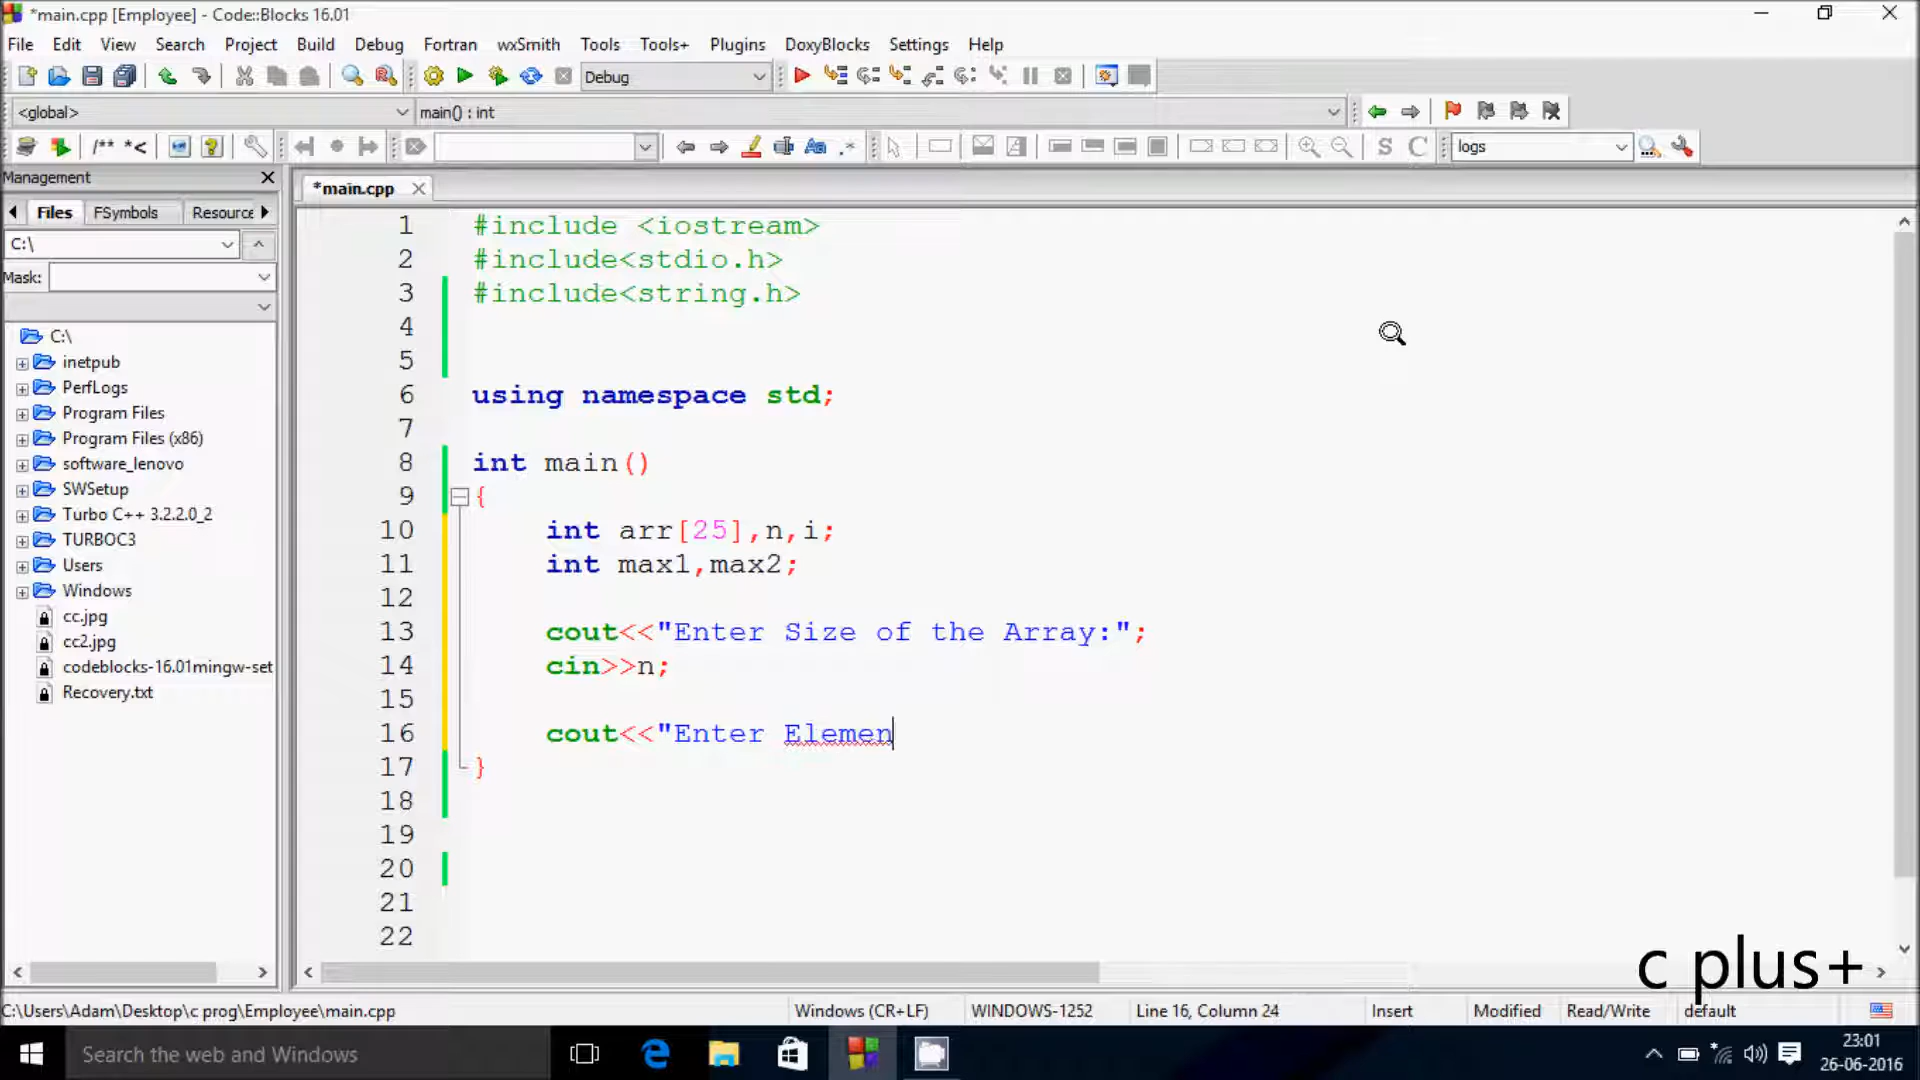 *main.cpp [Employee] - Code::Blocks 16.01
File Edit View Search Project Build Debug Fortran wxSmith Tools Tools+ Plugins DoxyBlocks Settings Help
Debug
<global> main() : int
/** *< Aa .* S C logs
Management
Files FSymbols Resource
C:\
Mask:
C:\
inetpub
PerfLogs
Program Files
Program Files (x86)
software_lenovo
SWSetup
Turbo C++ 3.2.2.0_2
TURBOC3
Users
Windows
cc.jpg
cc2.jpg
codeblocks-16.01mingw-set
Recovery.txt
*main.cpp
1 #include <iostream>
2 #include<stdio.h>
3 #include<string.h>
4
5
6 using namespace std;
7
8 int main()
9 {
10 int arr[25],n,i;
11 int max1,max2;
12
13 cout<<"Enter Size of the Array:";
14 cin>>n;
15
16 cout<<"Enter Elemen
17 }
18
19
20
21
22
c plus+
C:\Users\Adam\Desktop\c prog\Employee\main.cpp Windows (CR+LF) WINDOWS-1252 Line 16, Column 24 Insert Modified Read/Write default
Search the web and Windows
23:01
26-06-2016